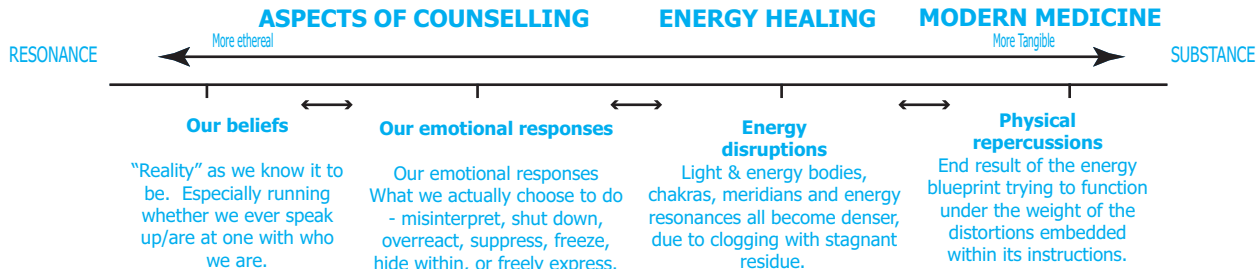 ASPECTS OF COUNSELLING
ENERGY HEALING
MODERN MEDICINE
More ethereal
More Tangible
RESONANCE
SUBSTANCE
Our beliefs
"Reality" as we know it to
be. Especially running
whether we ever speak
up/are at one with who
we are.
Our emotional responses
Our emotional responses
What we actually choose to do
- misinterpret, shut down,
overreact, suppress, freeze,
hide within, or freely express.
Energy
disruptions
Light & energy bodies,
chakras, meridians and energy
resonances all become denser,
due to clogging with stagnant
residue.
Physical
repercussions
End result of the energy
blueprint trying to function
under the weight of the
distortions embedded
within its instructions.